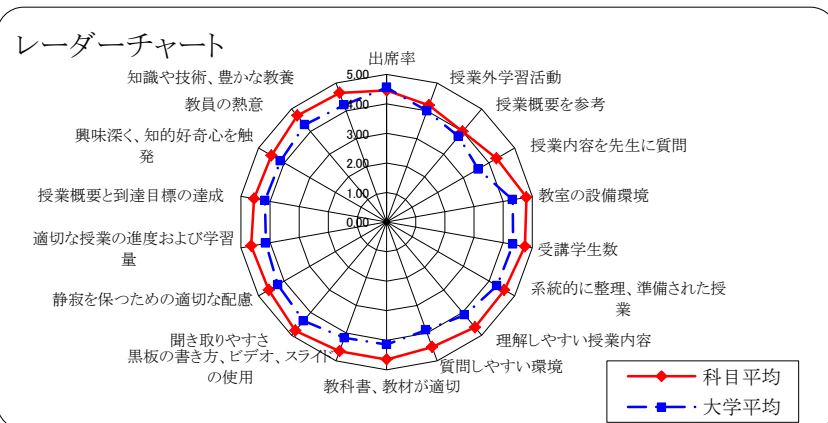 レーダーチャート
出席率
授業外学習活動
授業概要を参考
授業内容を先生に質問
教室の設備環境
受講学生数
系統的に整理、準備された授
業
理解しやすい授業内容
質問しやすい環境
教科書、教材が適切
黒板の書き方、ビデオ、スライド
の使用
聞き取りやすさ
静寂を保つための適切な配慮
適切な授業の進度および学習
量
授業概要と到達目標の達成
興味深く、知的好奇心を触
発
教員の熱意
知識や技術、豊かな教養
5.00
4.00
3.00
2.00
1.00
0.00
科目平均
大学平均